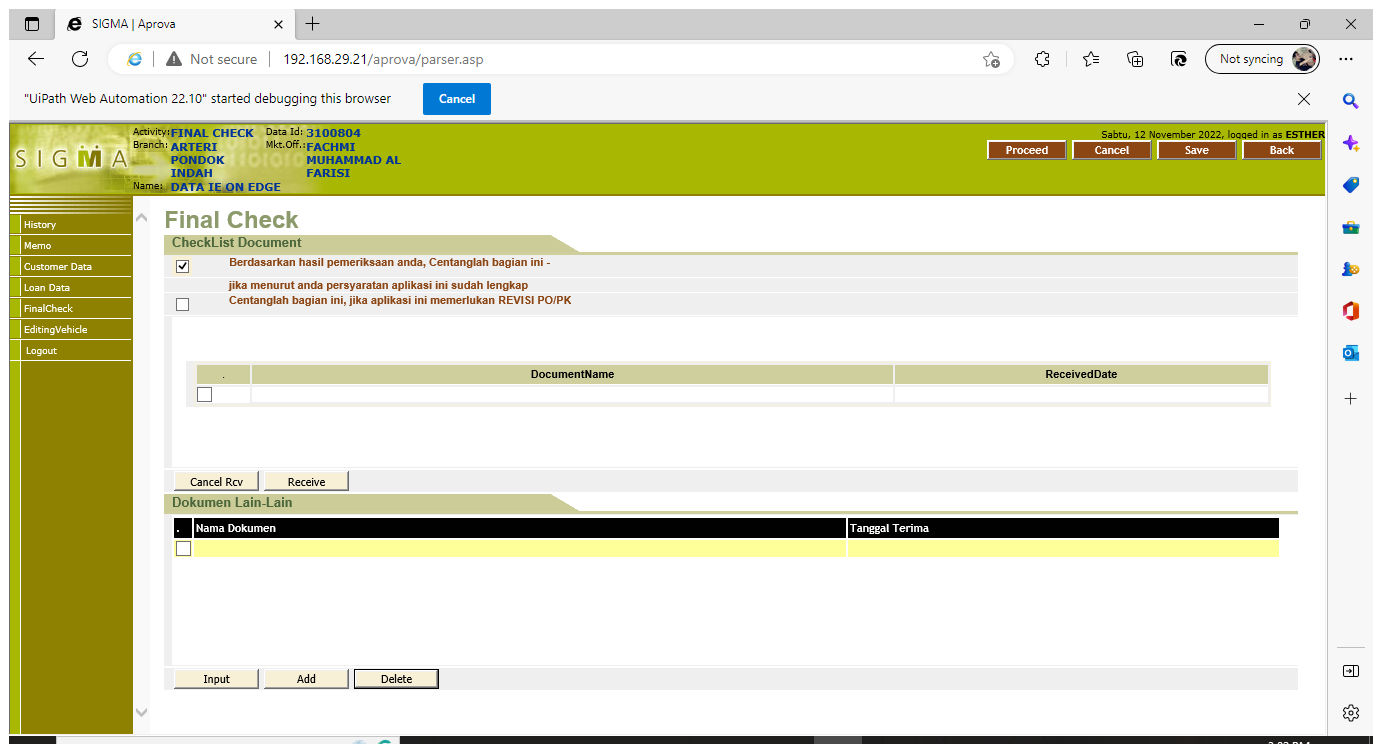 SIGMA | Aprova
Not secure
192.168.29.21/aprova/parser.asp
Not syncing
"UiPath Web Automation 22.10" started debugging this browser
Cancel
SIGMA
Activity: FINAL CHECK Data Id: 3100804
Branch: ARTERI PONDOK INDAH Mkt.Off.: FACHMI MUHAMMAD AL FARISI
Name: DATA IE ON EDGE
Sabtu, 12 November 2022, logged in as ESTHER
Proceed Cancel Save Back
History
Memo
Customer Data
Loan Data
FinalCheck
EditingVehicle
Logout
Final Check
CheckList Document
Berdasarkan hasil pemeriksaan anda, Centanglah bagian ini -
jika menurut anda persyaratan aplikasi ini sudah lengkap
Centanglah bagian ini, jika aplikasi ini memerlukan REVISI PO/PK
. DocumentName ReceivedDate
Cancel Rcv Receive
Dokumen Lain-Lain
. Nama Dokumen Tanggal Terima
Input Add Delete